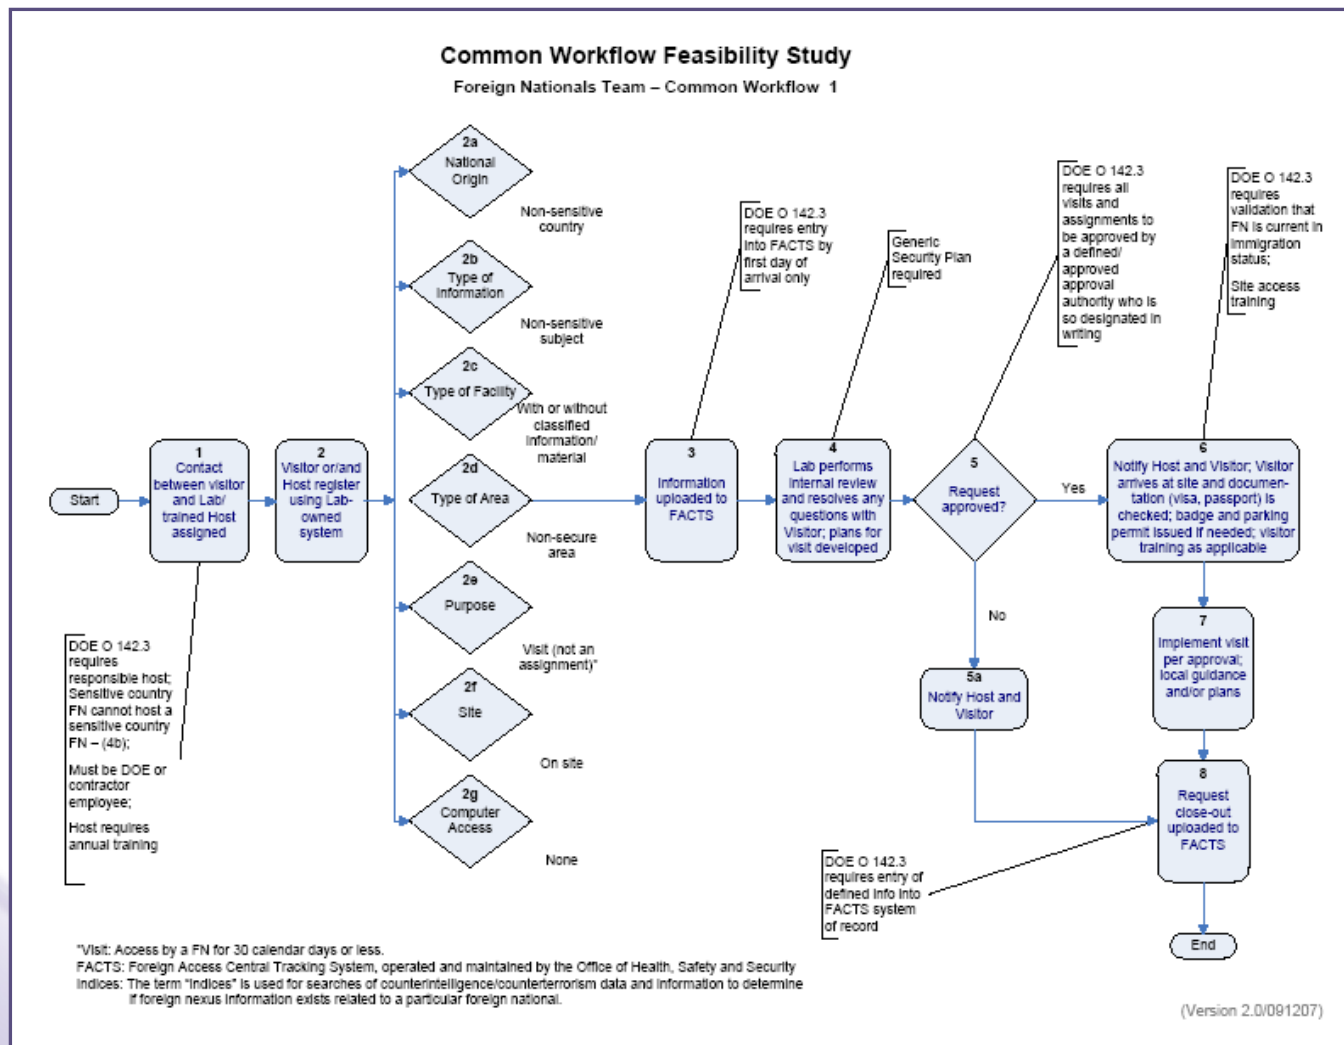 Common Workflow Feasibility Study
Foreign Nationals Team – Common Workflow 1
Start
1
Contact
between visitor
and Lab/
trained Host
assigned
DOE O 142.3
requires
responsible host;
Sensitive country
FN cannot host a
sensitive country
FN – (4b);
Must be DOE or
contractor
employee;
Host requires
annual training
2
Visitor or/and
Host register
using Lab-
owned
system
2a
National
Origin
Non-sensitive
country
2b
Type of
Information
Non-sensitive
subject
2c
Type of Facility
With or without
classified
information/
material
2d
Type of Area
Non-secure
area
2e
Purpose
Visit (not an
assignment)*
2f
Site
On site
2g
Computer
Access
None
DOE O 142.3
requires entry
into FACTS by
first day of
arrival only
3
Information
uploaded to
FACTS
Generic
Security Plan
required
4
Lab performs
internal review
and resolves any
questions with
Visitor; plans for
visit developed
DOE O 142.3
requires all
visits and
assignments to
be approved by
a defined/
approved
approval
authority who is
so designated in
writing
5
Request
approved?
Yes
No
5a
Notify Host and
Visitor
DOE O 142.3
requires
validation that
FN is current in
immigration
status;
Site access
training
6
Notify Host and Visitor; Visitor
arrives at site and documen-
tation (visa, passport) is
checked; badge and parking
permit issued if needed; visitor
training as applicable
7
Implement visit
per approval;
local guidance
and/or plans
8
Request
close-out
uploaded to
FACTS
DOE O 142.3
requires entry of
defined info into
FACTS system
of record
End
*Visit: Access by a FN for 30 calendar days or less.
FACTS: Foreign Access Central Tracking System, operated and maintained by the Office of Health, Safety and Security
Indices: The term "indices" is used for searches of counterintelligence/counterterrorism data and information to determine
if foreign nexus information exists related to a particular foreign national.
(Version 2.0/091207)